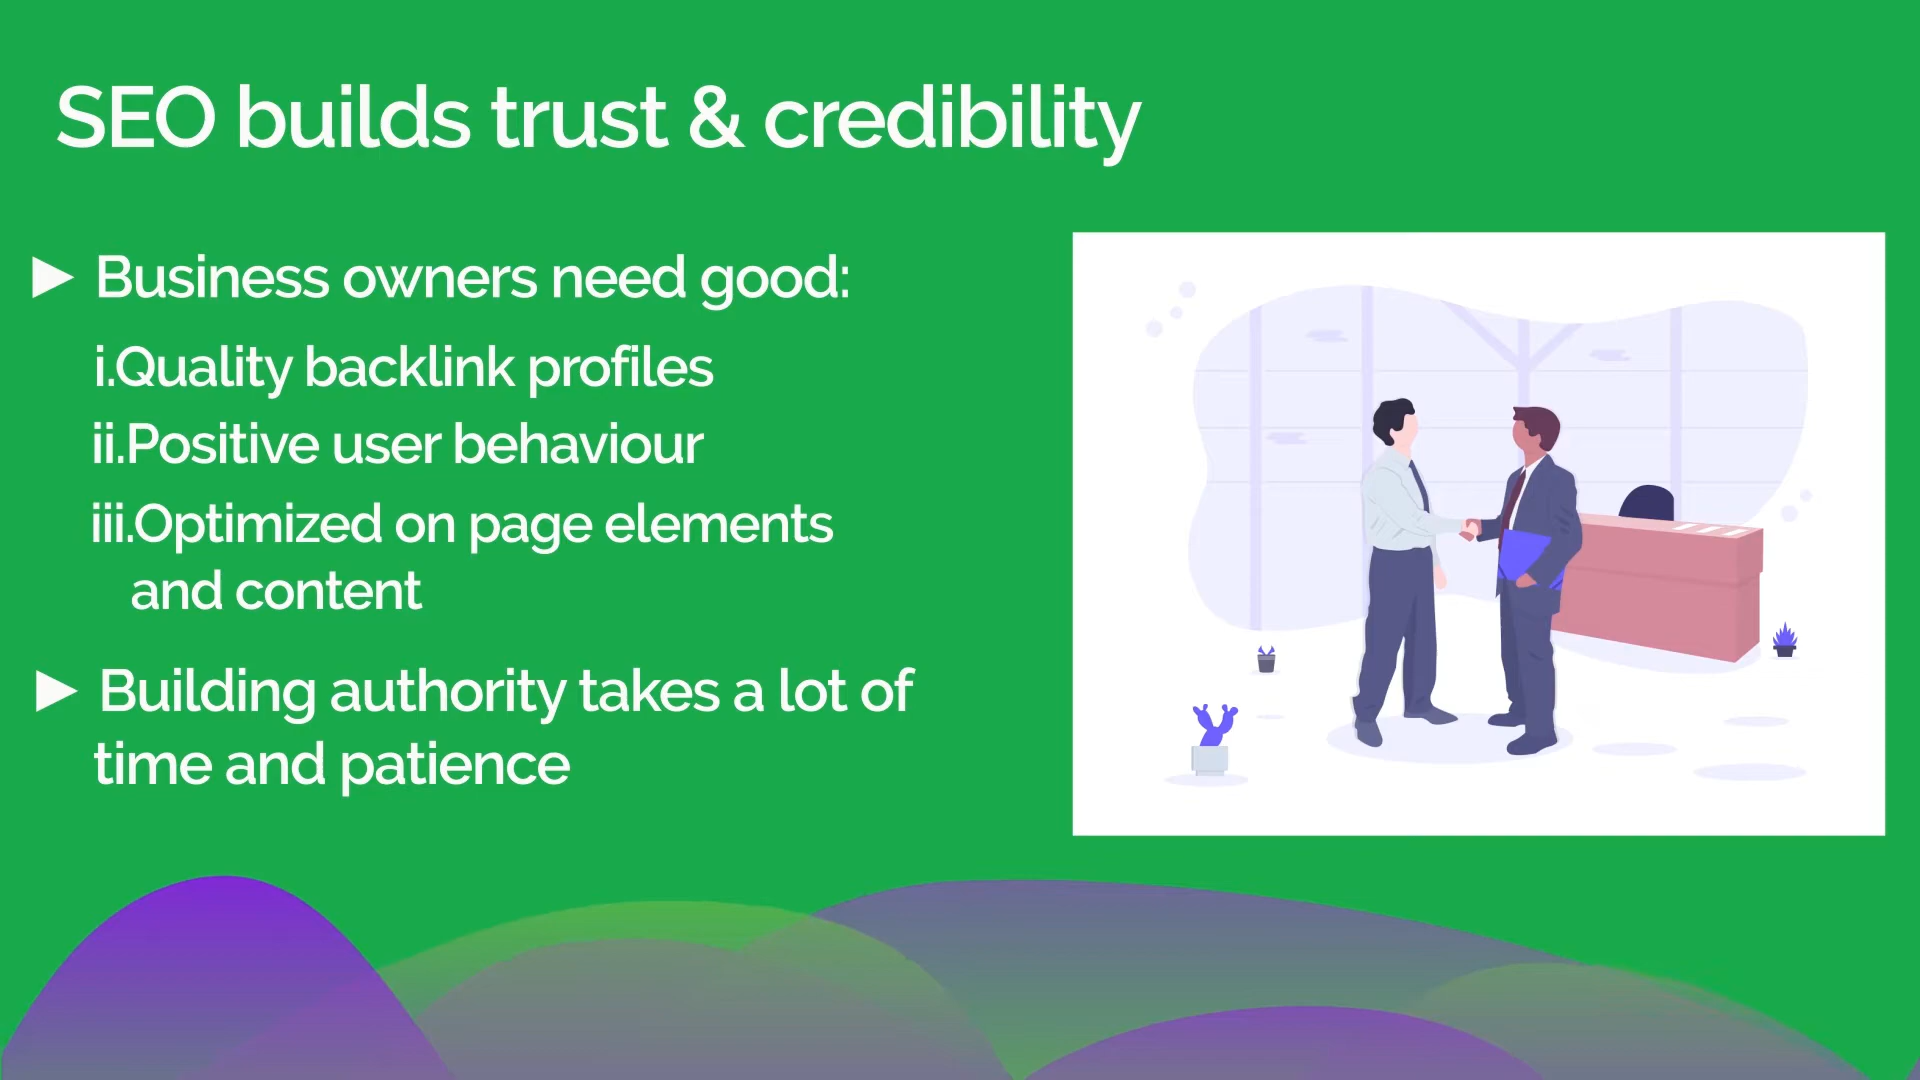 SEO builds trust & credibility
► Business owners need good:
i.Quality backlink profiles
ii.Positive user behaviour
iii.Optimized on page elements
and content
► Building authority takes a lot of
time and patience